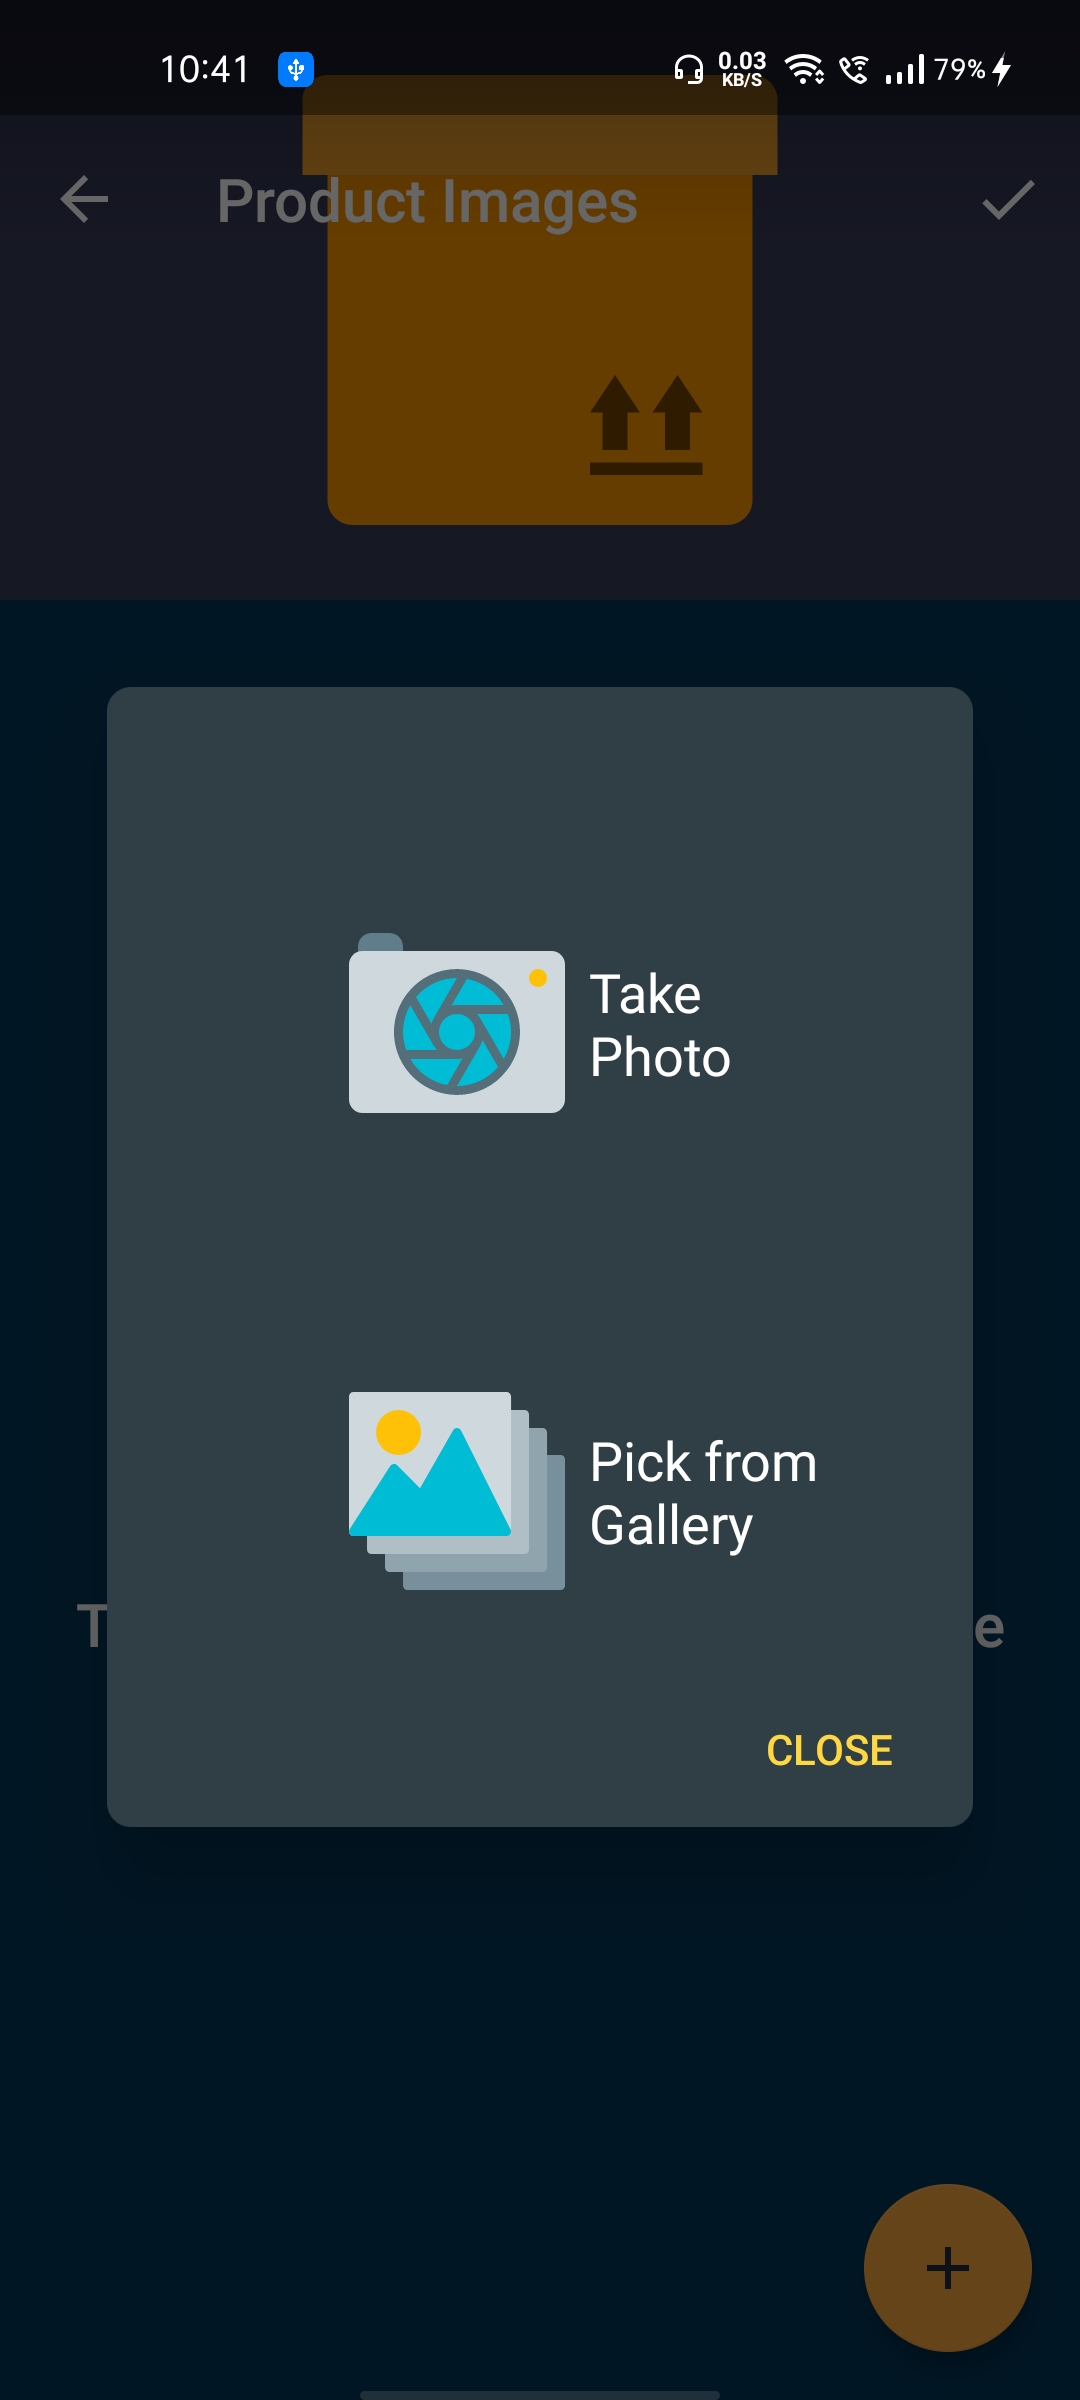 10:41
0.03
KB/S
79%
Product Images
Take
Photo
Pick from
Gallery
T
e
CLOSE